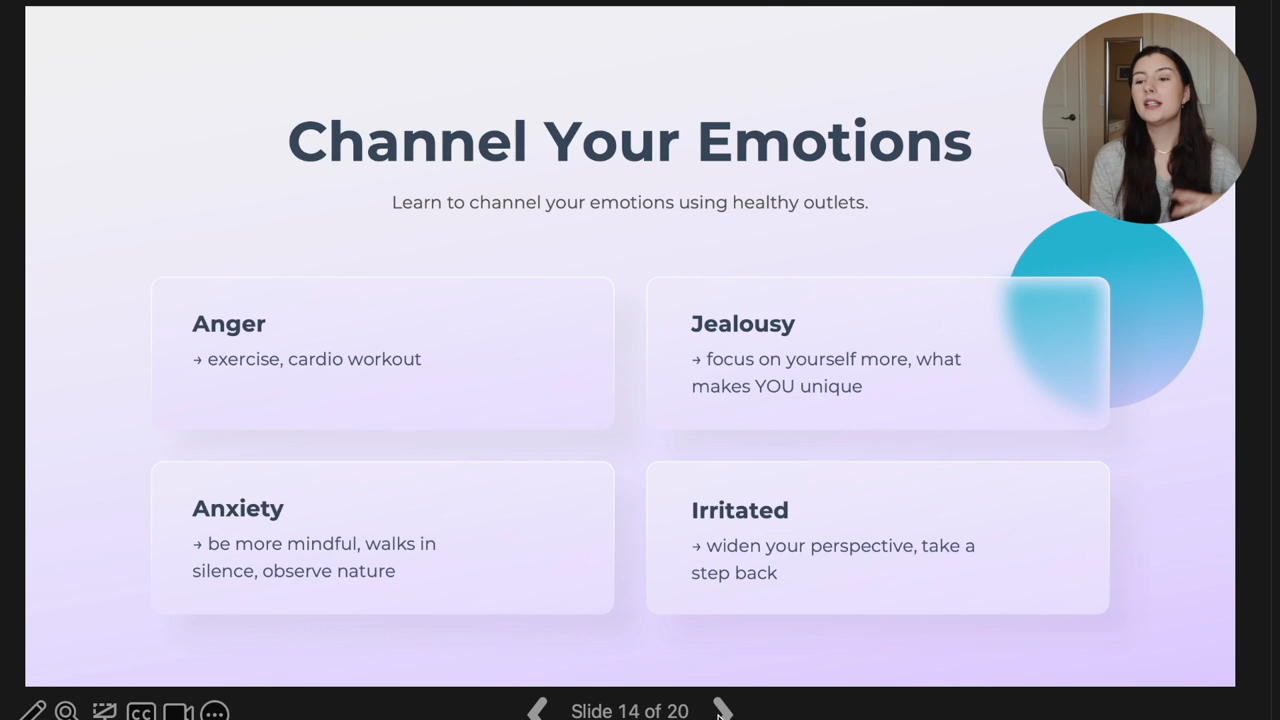 Channel Your Emotions
Learn to channel your emotions using healthy outlets.
Anger
→ exercise, cardio workout
Jealousy
→ focus on yourself more, what
makes YOU unique
Anxiety
→ be more mindful, walks in
silence, observe nature
Irritated
→ widen your perspective, take a
step back
CC
Slide 14 of 20